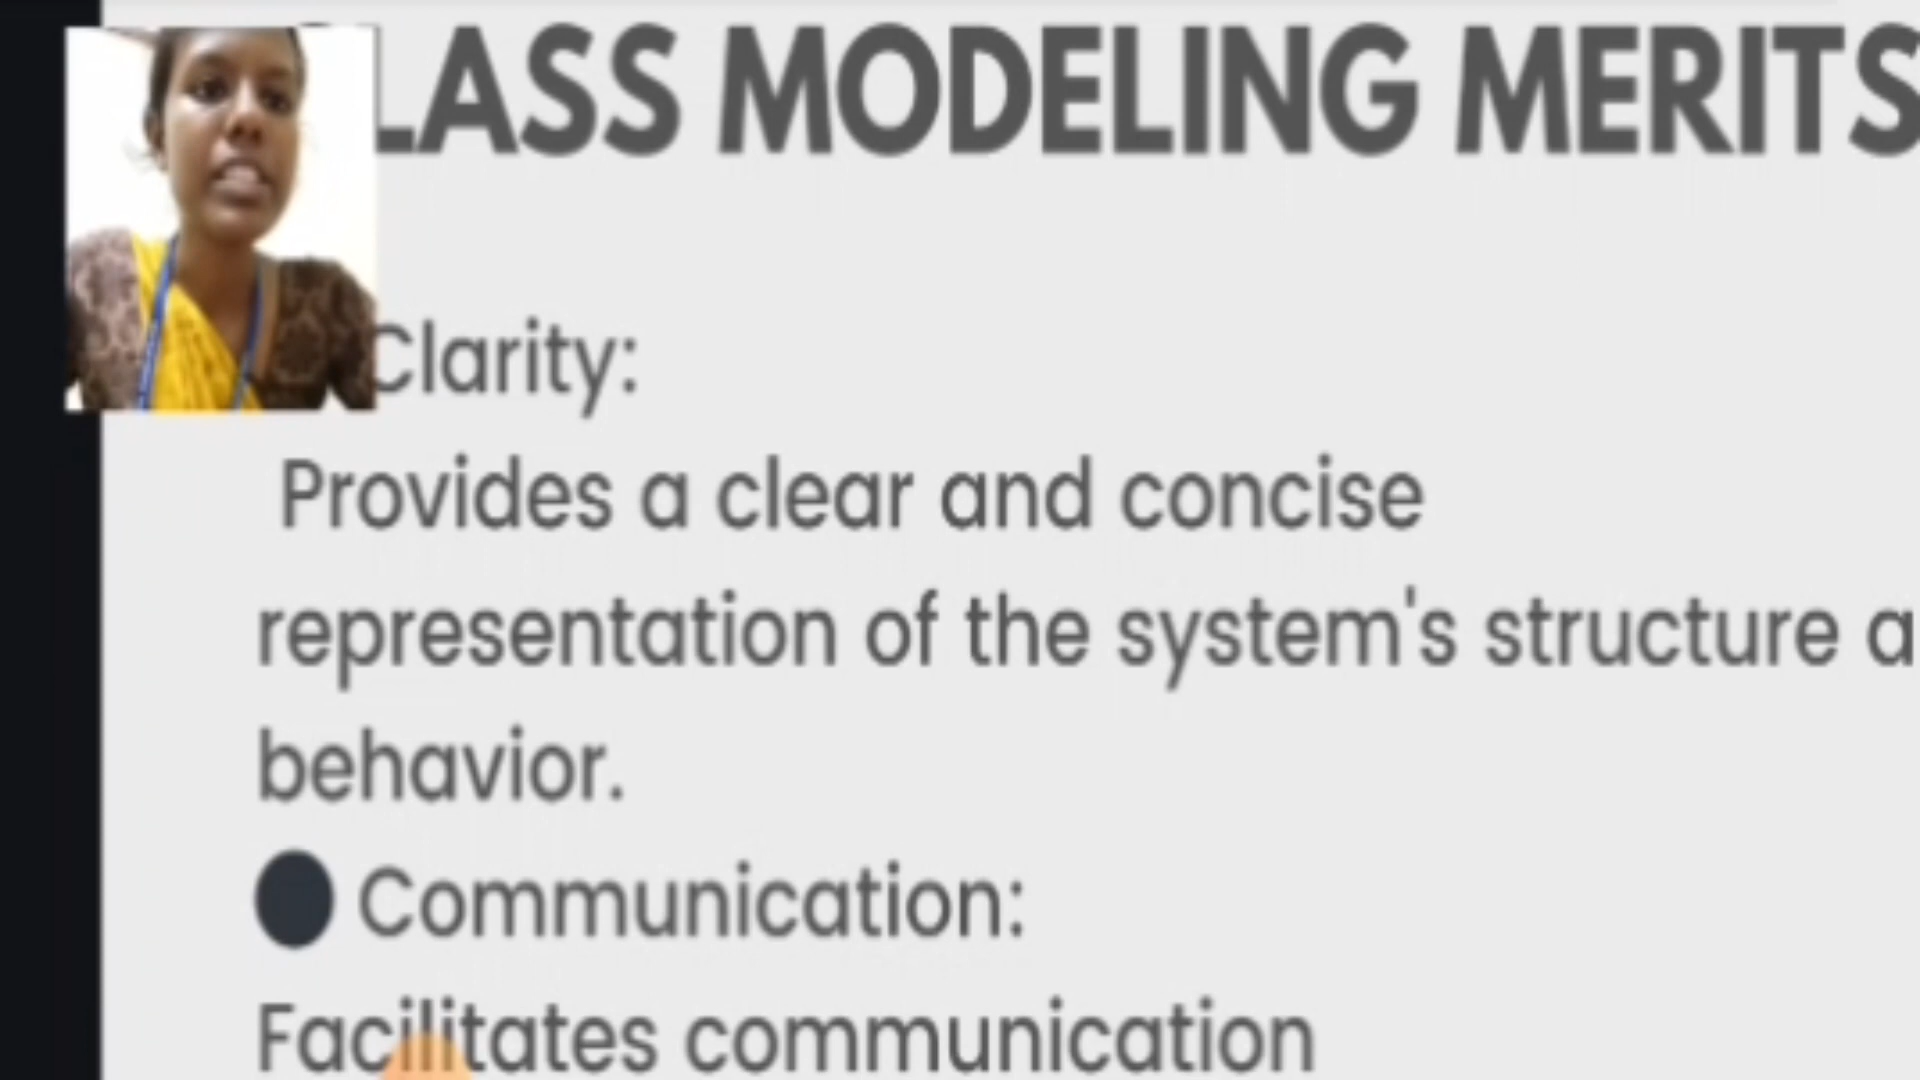 LASS MODELING MERITS
Clarity:
Provides a clear and concise
representation of the system's structure a
behavior.
Communication:
Facilitates communication